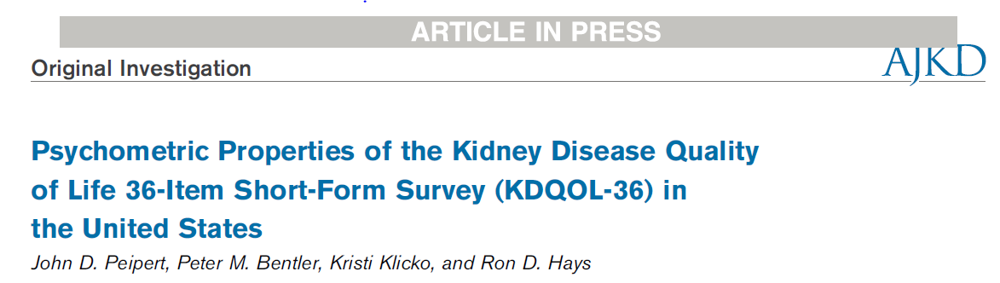 ARTICLE IN PRESS
Original Investigation
AJKD
Psychometric Properties of the Kidney Disease Quality
of Life 36-Item Short-Form Survey (KDQOL-36) in
the United States
John D. Peipert, Peter M. Bentler, Kristi Klicko, and Ron D. Hays